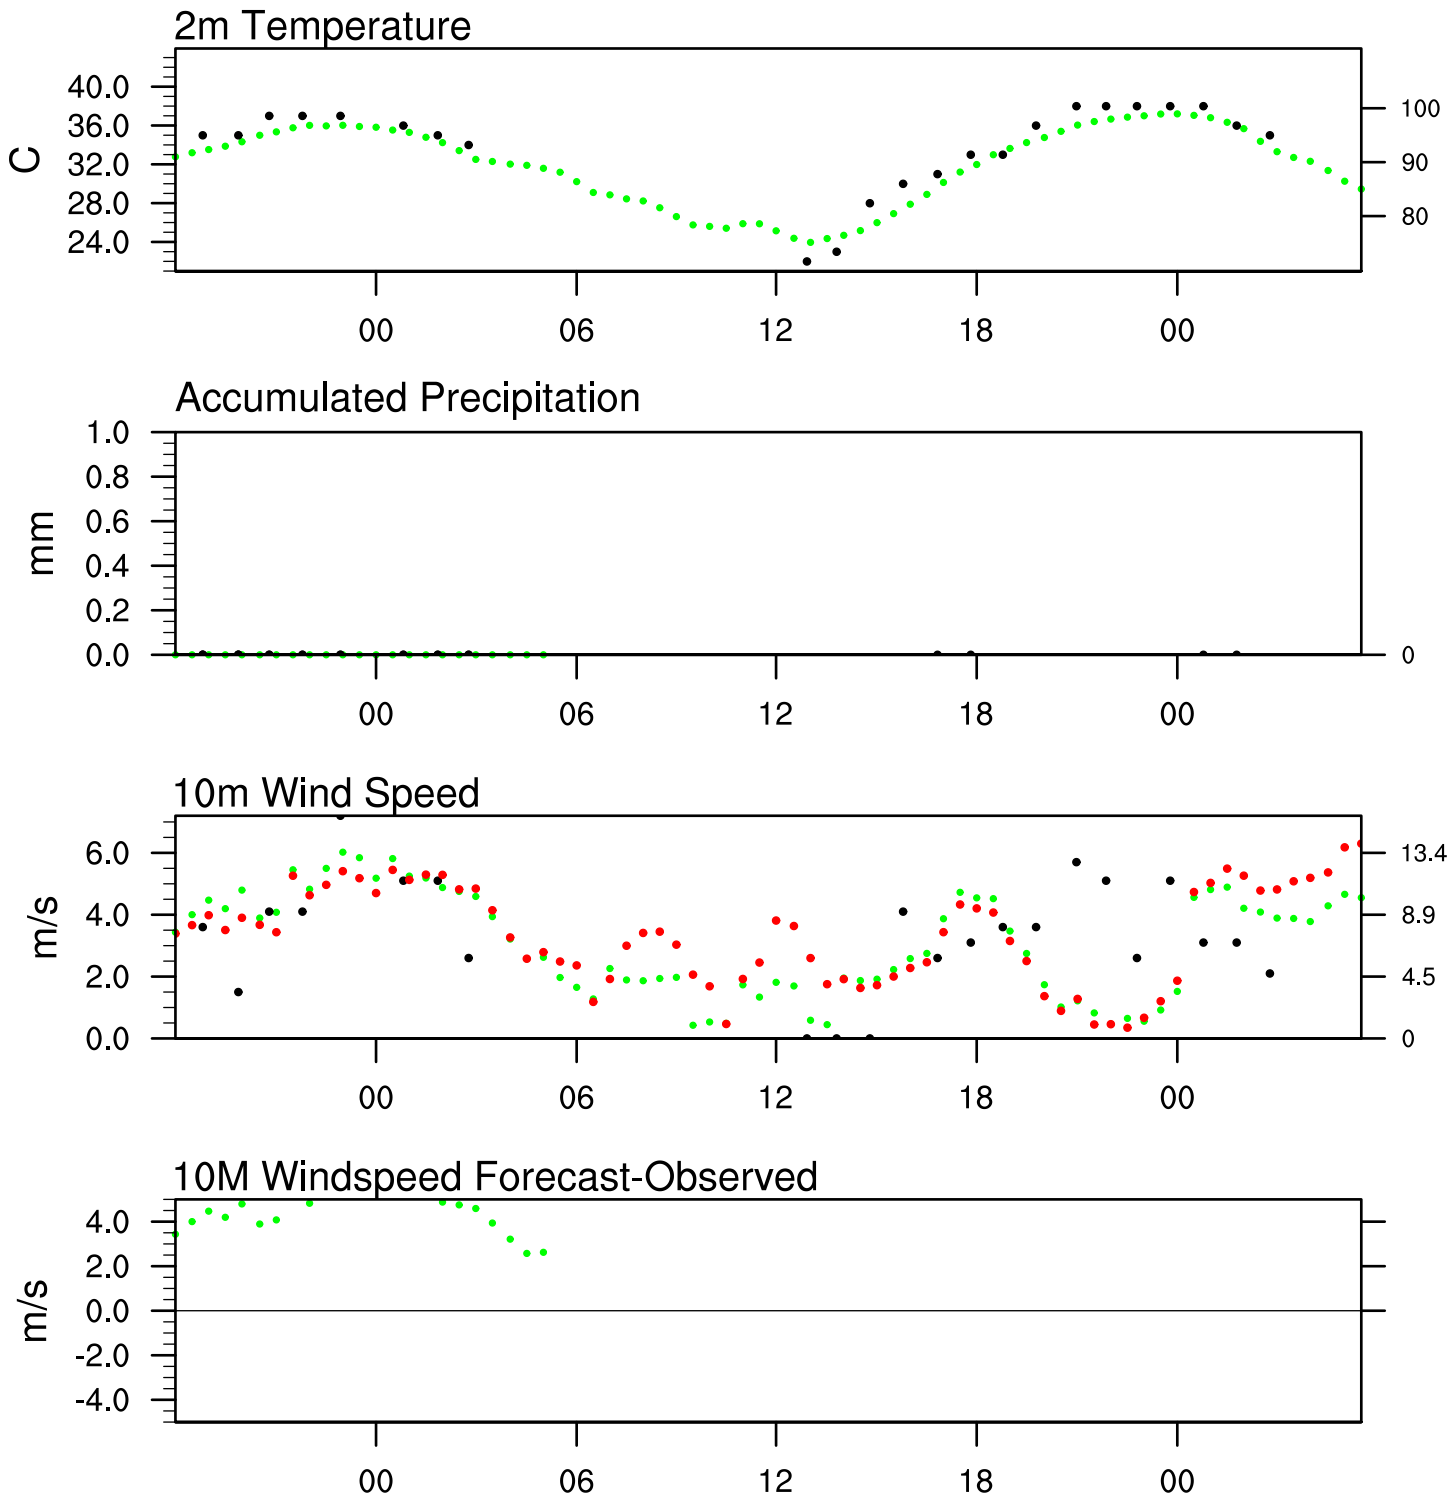 2m Temperature
40.0
36.0
32.0
28.0
24.0
C
100
90
80
00 06 12 18 00
Accumulated Precipitation
1.0
0.8
0.6
0.4
0.2
0.0
mm
0
00 06 12 18 00
10m Wind Speed
6.0
4.0
2.0
0.0
m/s
13.4
8.9
4.5
0
00 06 12 18 00
10M Windspeed Forecast-Observed
4.0
2.0
0.0
-2.0
-4.0
m/s
00 06 12 18 00